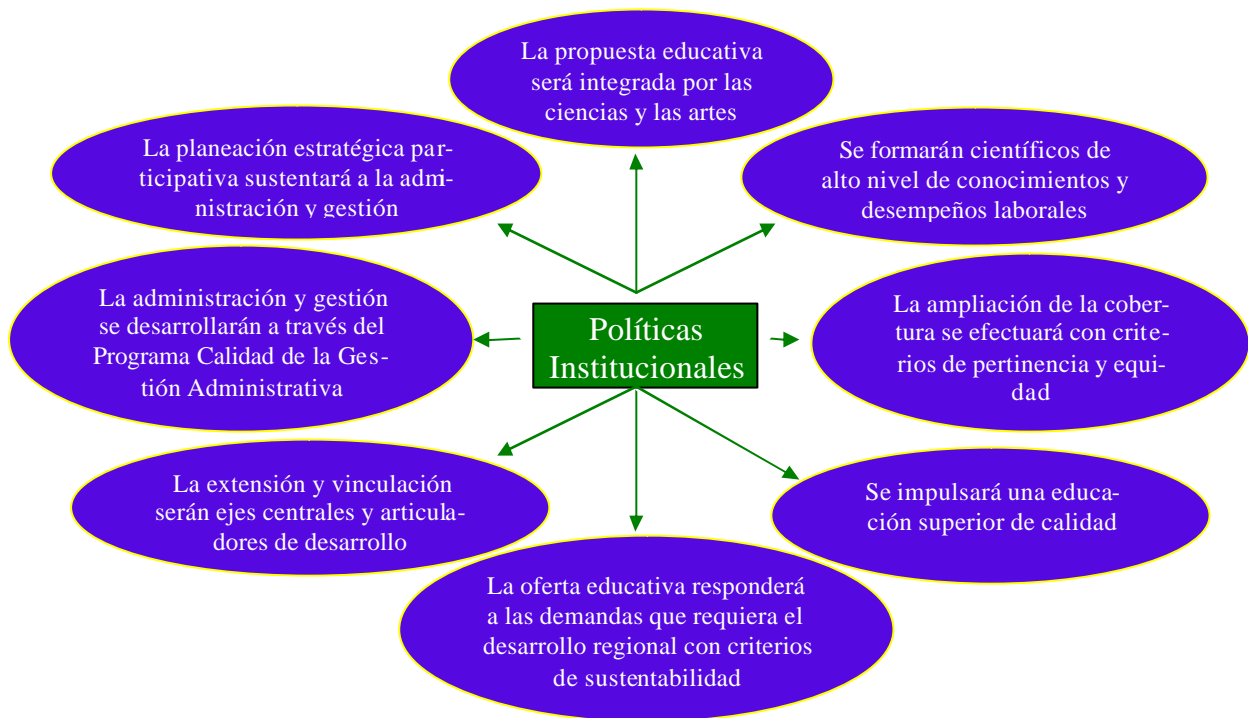 La propuesta educativa
será integrada por las
ciencias y las artes
La planeación estratégica par-
ticipativa sustentará a la admi-
nistración y gestión
Se formarán científicos de
alto nivel de conocimientos y
desempeños laborales
La administración y gestión
se desarrollarán a través del
Programa Calidad de la Ges-
tión Administrativa
Políticas
Institucionales
La ampliación de la cober-
tura se efectuará con crite-
rios de pertinencia y equi-
dad
La extensión y vinculación
serán ejes centrales y articula-
dores de desarrollo
Se impulsará una educa-
ción superior de calidad
La oferta educativa responderá
a las demandas que requiera el
desarrollo regional con criterios
de sustentabilidad